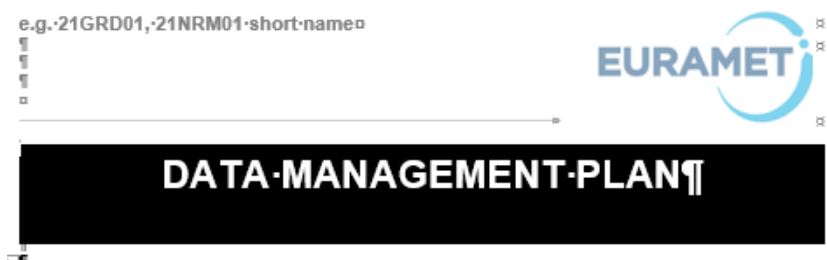 e.g.·21GRD01,·21NRM01·short·name¤
¶
¶
¶
¤
EURAMET
DATA·MANAGEMENT·PLAN¶